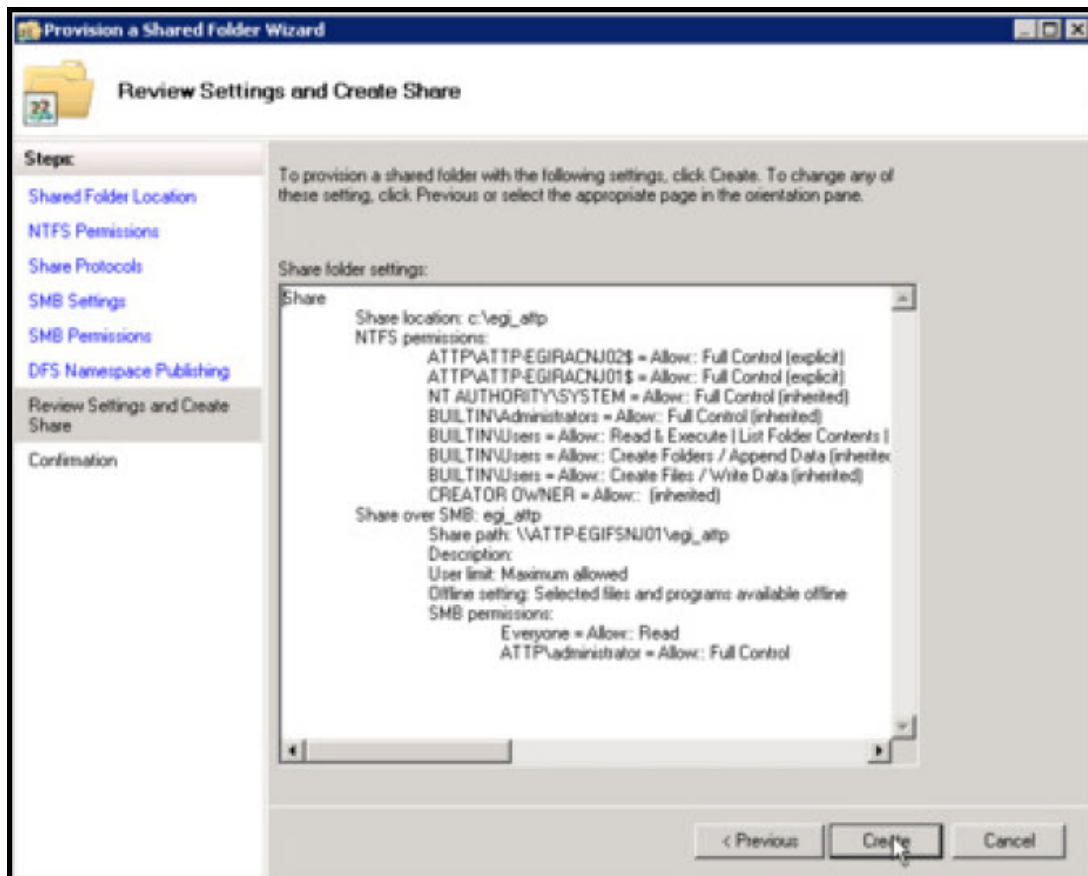 Provision a Shared Folder Wizard
Review Settings and Create Share
Steps:
Shared Folder Location
NTFS Permissions
Share Protocols
SMB Settings
SMB Permissions
DFS Namespace Publishing
Review Settings and Create
Share
Confirmation
To provision a shared folder with the following settings, click Create. To change any of
these setting, click Previous or select the appropriate page in the orientation pane.
Share folder settings:
Share
Share location: c:\egi_attp
NTFS permissions:
ATTP\ATTP-EGIRACNJ02$ = Allow:: Full Control (explicit)
ATTP\ATTP-EGIRACNJ01$ = Allow:: Full Control (explicit)
NT AUTHORITY\SYSTEM = Allow:: Full Control (inherited)
BUILTIN\Administrators = Allow:: Full Control (inherited)
BUILTIN\Users = Allow:: Read & Execute | List Folder Contents |
BUILTIN\Users = Allow:: Create Folders / Append Data (inherited
BUILTIN\Users = Allow:: Create Files / Write Data (inherited)
CREATOR OWNER = Allow:: (inherited)
Share over SMB: egi_attp
Share path: \\ATTP-EGIFSNJ01\egi_attp
Description:
User limit: Maximum allowed
Offline setting: Selected files and programs available offline
SMB permissions:
Everyone = Allow:: Read
ATTP\administrator = Allow:: Full Control
< Previous
Create
Cancel